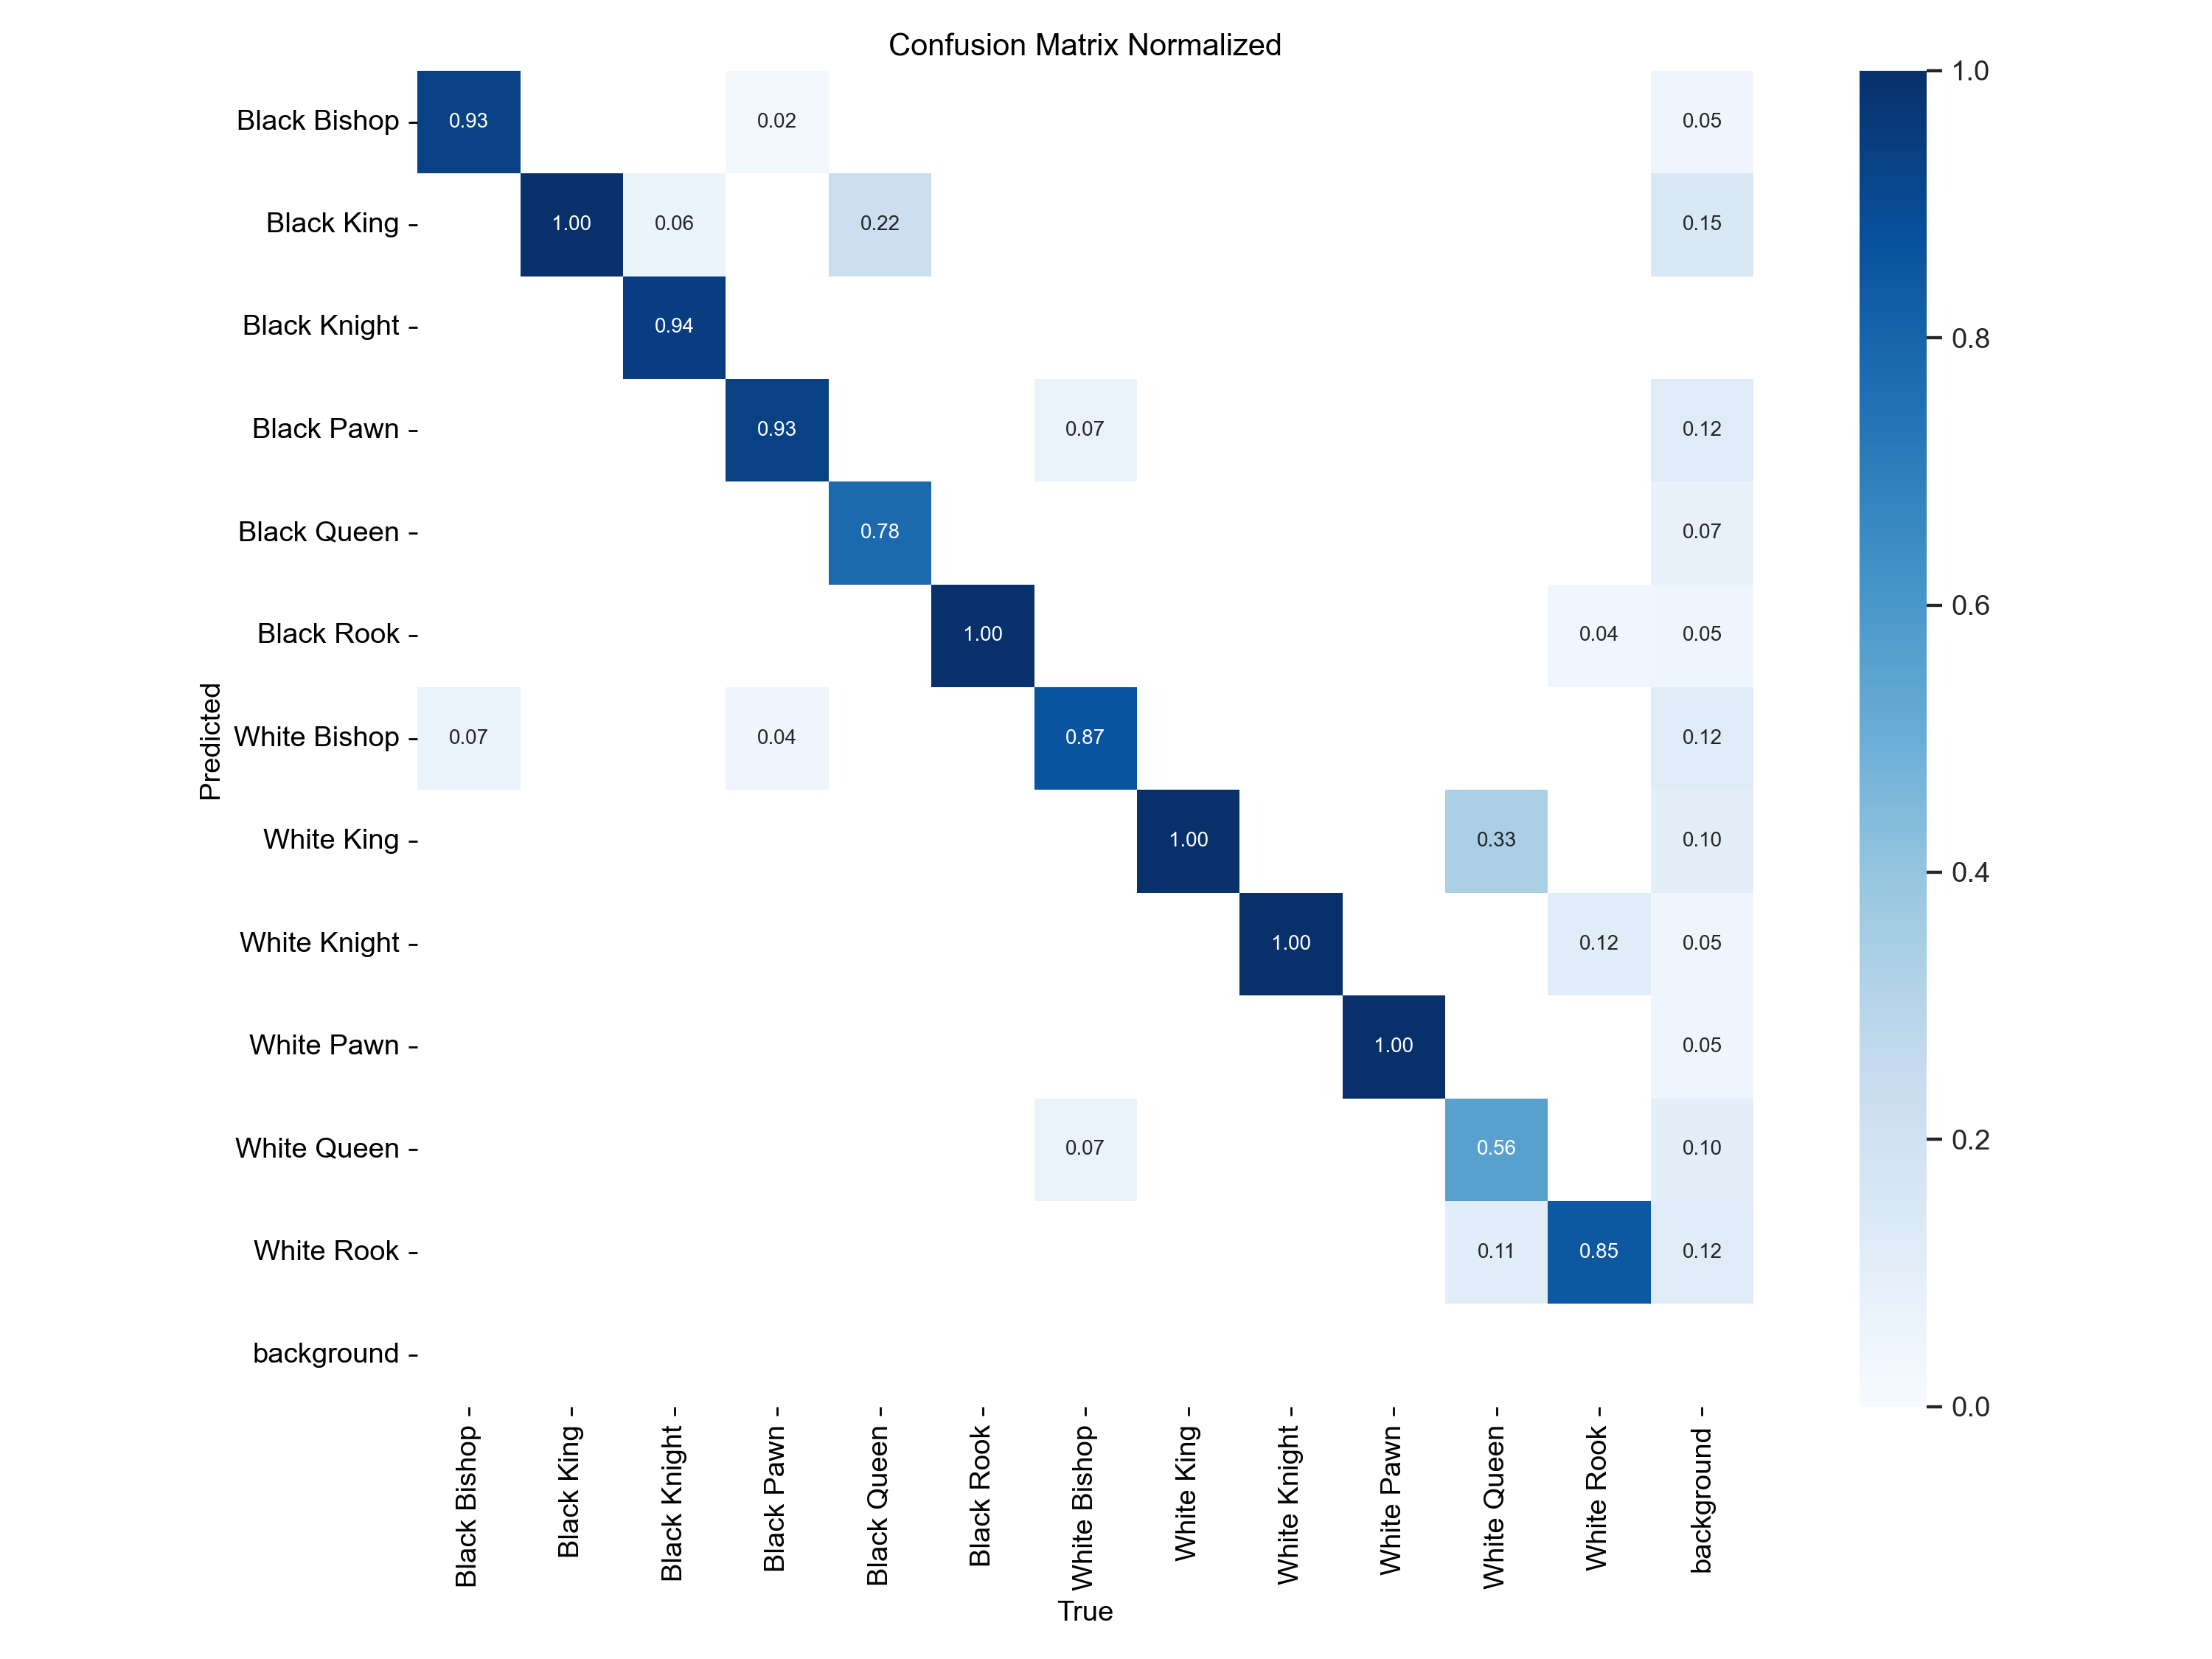 Confusion Matrix Normalized
Black Bishop 0.93 0.02 0.05
Black King 1.00 0.06 0.22 0.15
Black Knight 0.94
Black Pawn 0.93 0.07 0.12
Black Queen 0.78 0.07
Black Rook 1.00 0.04 0.05
White Bishop 0.07 0.04 0.87 0.12
White King 1.00 0.33 0.10
White Knight 1.00 0.12 0.05
White Pawn 1.00 0.05
White Queen 0.07 0.56 0.10
White Rook 0.11 0.85 0.12
background
Predicted
Black Bishop
Black King
Black Knight
Black Pawn
Black Queen
Black Rook
White Bishop
White King
White Knight
White Pawn
White Queen
White Rook
background
True
1.0
0.8
0.6
0.4
0.2
0.0